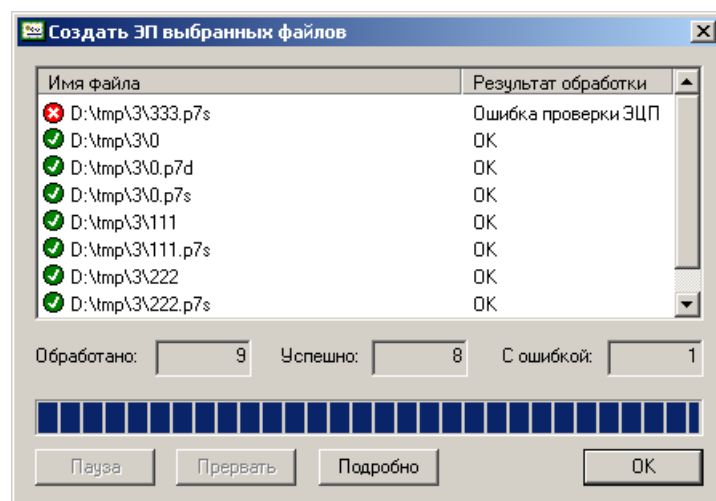 Создать ЭП выбранных файлов
Имя файла Результат обработки
D:\tmp\3\333.p7s Ошибка проверки ЭЦП
D:\tmp\3\0 OK
D:\tmp\3\0.p7d OK
D:\tmp\3\0.p7s OK
D:\tmp\3\111 OK
D:\tmp\3\111.p7s OK
D:\tmp\3\222 OK
D:\tmp\3\222.p7s OK
Обработано: 9 Успешно: 8 С ошибкой: 1
Пауза Прервать Подробно OK